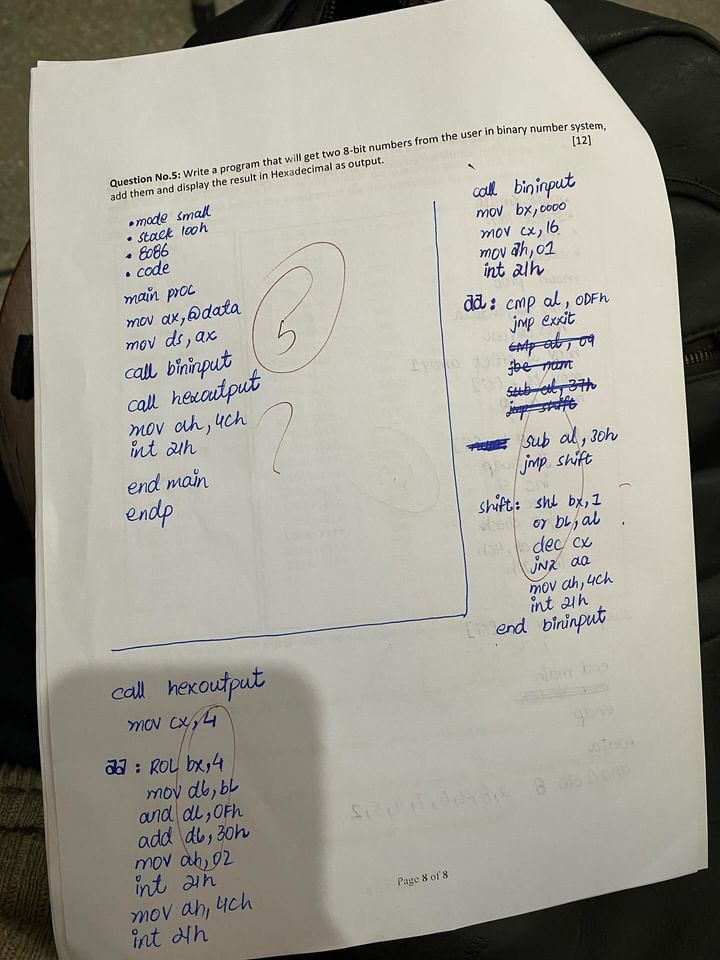 Question No.5: Write a program that will get two 8-bit numbers from the user in binary number system,
add them and display the result in Hexadecimal as output. [12]
.mode small
.stack 100h
.8086
.code
main proc
mov ax,@data
mov ds,ax
call bininput
call hexoutput
mov ah,4ch
int 21h
end main
endp
5
call bininput
mov bx,0000
mov cx,16
mov ah,01
int 21h
aa: cmp al, 0DFh
jmp exxit
cmp al, 09
jbe num
sub al, 37h
jmp shift
sub al, 30h
jmp shift
shift: shl bx,1
or bL,al
dec cx
jNZ aa
mov ah,4ch
int 21h
end bininput
call hexoutput
mov cx,4
aa: ROL bx,4
mov dL,bL
and dL,0Fh
add dL,30h
mov ah,02
int 21h
mov ah,4ch
int 21h
Page 8 of 8